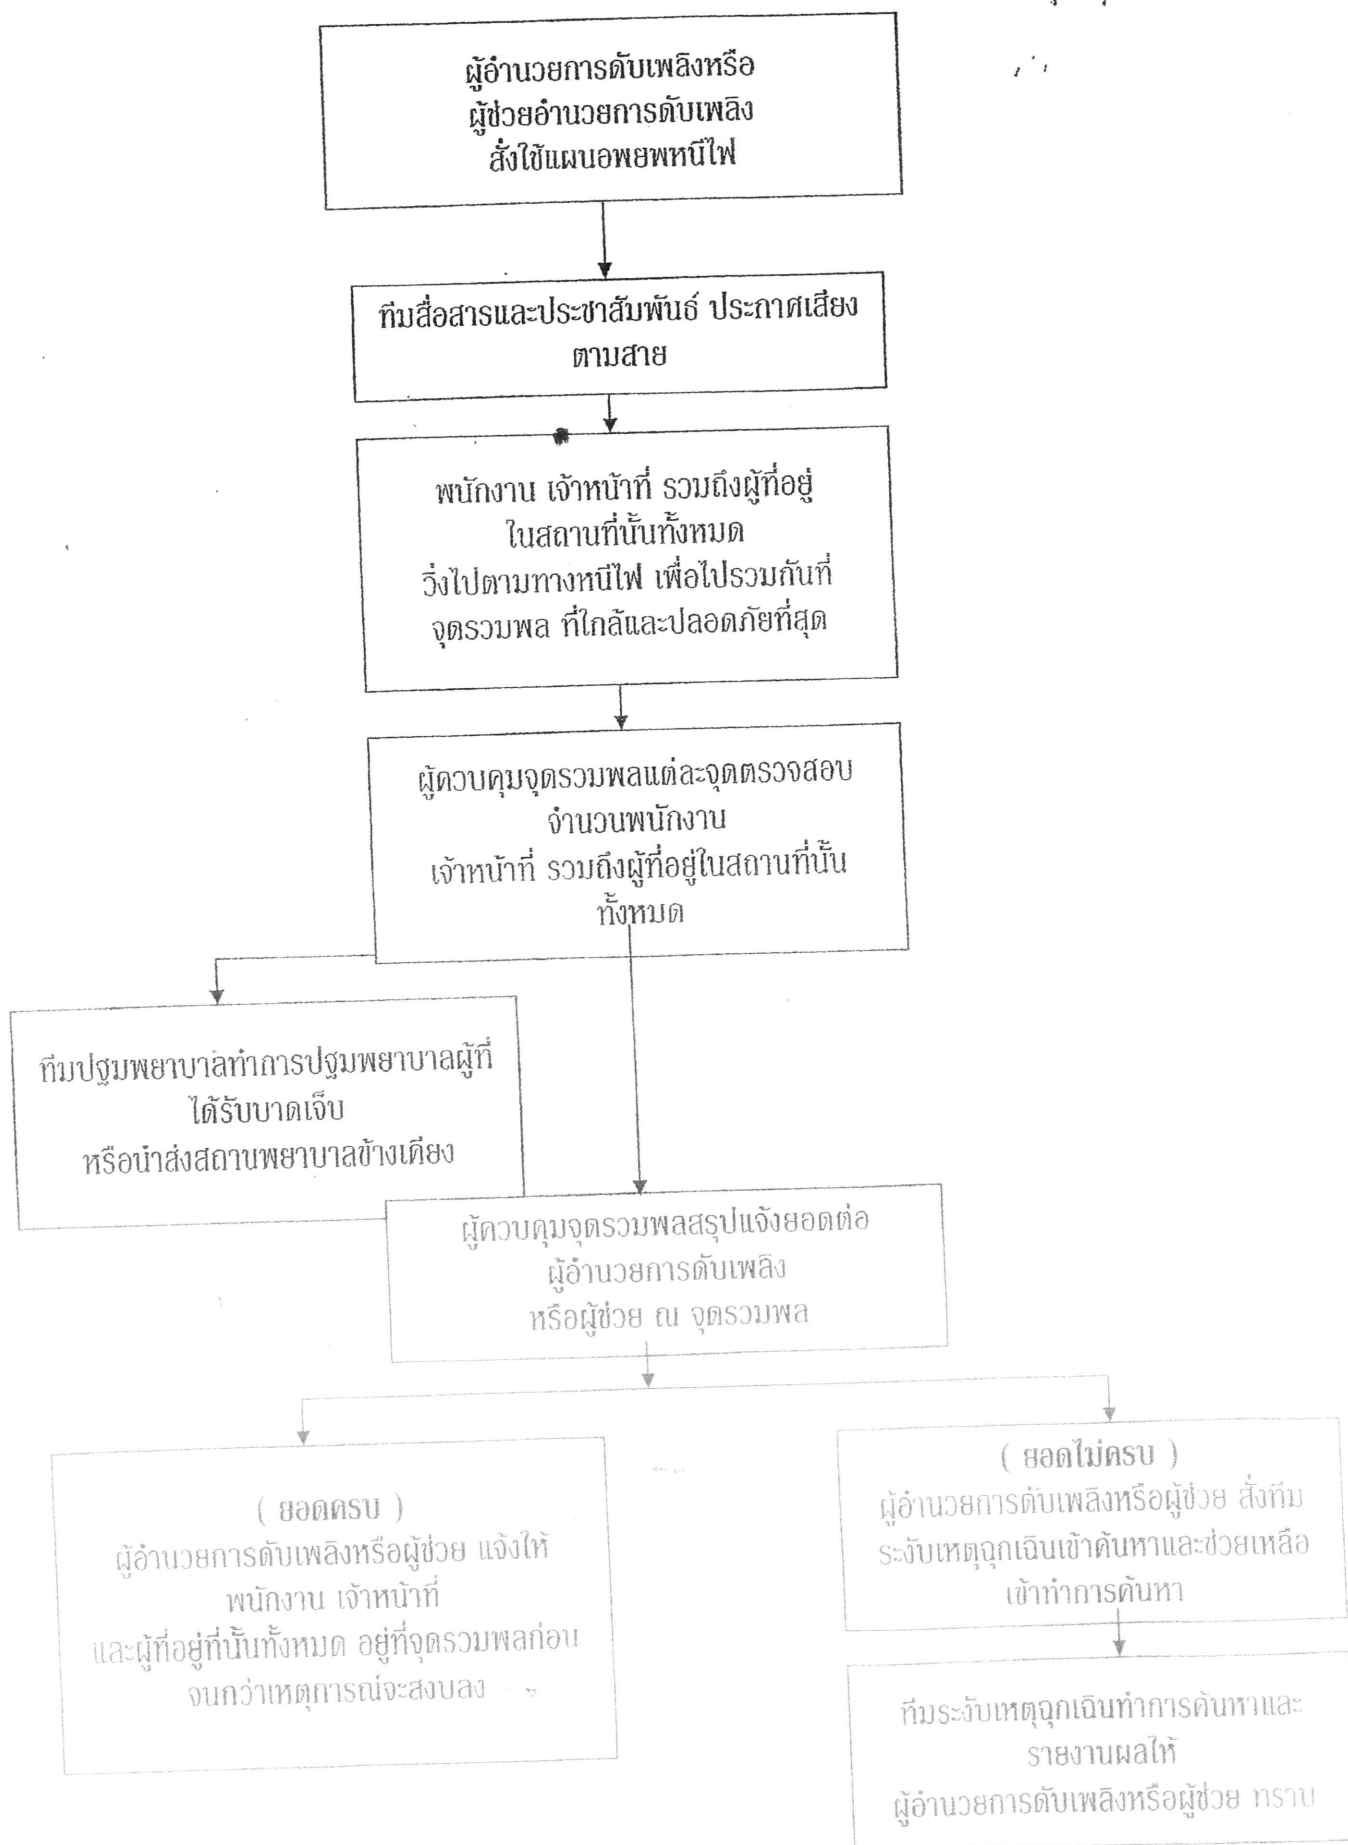 ผู้อำนวยการดับเพลิงหรือ
ผู้ช่วยอำนวยการดับเพลิง
สั่งใช้แผนอพยพหนีไฟ
ทีมสื่อสารและประชาสัมพันธ์ ประกาศเสียง
ตามสาย
พนักงาน เจ้าหน้าที่ รวมถึงผู้ที่อยู่
ในสถานที่นั้นทั้งหมด
วิ่งไปตามทางหนีไฟ เพื่อไปรวมกันที่
จุดรวมพล ที่ใกล้และปลอดภัยที่สุด
ผู้ควบคุมจุดรวมพลแต่ละจุดตรวจสอบ
จำนวนพนักงาน
เจ้าหน้าที่ รวมถึงผู้ที่อยู่ในสถานที่นั้น
ทั้งหมด
ทีมปฐมพยาบาลทำการปฐมพยาบาลผู้ที่
ได้รับบาดเจ็บ
หรือนำส่งสถานพยาบาลข้างเคียง
ผู้ควบคุมจุดรวมพลสรุปแจ้งยอดต่อ
ผู้อำนวยการดับเพลิง
หรือผู้ช่วย ณ จุดรวมพล
( ยอดครบ )
ผู้อำนวยการดับเพลิงหรือผู้ช่วย แจ้งให้
พนักงาน เจ้าหน้าที่
และผู้ที่อยู่ที่นั้นทั้งหมด อยู่ที่จุดรวมพลก่อน
จนกว่าเหตุการณ์จะสงบลง
( ยอดไม่ครบ )
ผู้อำนวยการดับเพลิงหรือผู้ช่วย สั่งทีม
ระงับเหตุฉุกเฉินเข้าค้นหาและช่วยเหลือ
เข้าทำการค้นหา
ทีมระงับเหตุฉุกเฉินทำการค้นหาและ
รายงานผลให้
ผู้อำนวยการดับเพลิงหรือผู้ช่วย ทราบ